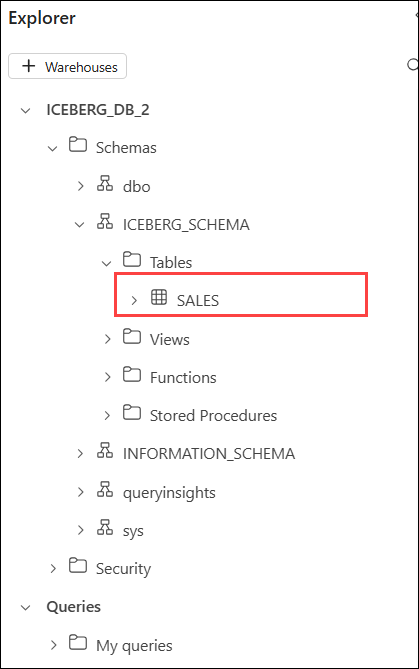 Explorer
+ Warehouses
ICEBERG_DB_2
Schemas
dbo
ICEBERG_SCHEMA
Tables
SALES
Views
Functions
Stored Procedures
INFORMATION_SCHEMA
queryinsights
sys
Security
Queries
My queries